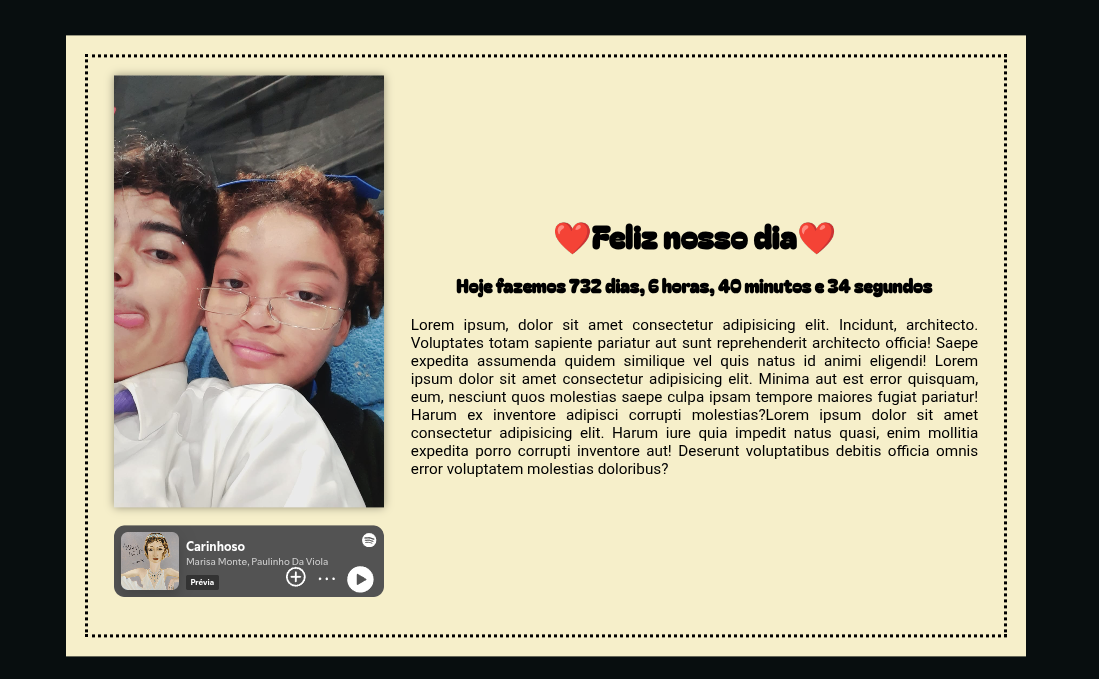 ❤️Feliz nosso dia❤️
Hoje fazemos 732 dias, 6 horas, 40 minutos e 34 segundos
Lorem ipsum, dolor sit amet consectetur adipisicing elit. Incidunt, architecto.
Voluptates totam sapiente pariatur aut sunt reprehenderit architecto officia! Saepe
expedita assumenda quidem similique vel quis natus id animi eligendi! Lorem
ipsum dolor sit amet consectetur adipisicing elit. Minima aut est error quisquam,
eum, nesciunt quos molestias saepe culpa ipsam tempore maiores fugiat pariatur!
Harum ex inventore adipisci corrupti molestias?Lorem ipsum dolor sit amet
consectetur adipisicing elit. Harum iure quia impedit natus quasi, enim mollitia
expedita porro corrupti inventore aut! Deserunt voluptatibus debitis officia omnis
error voluptatem molestias doloribus?
Carinhoso
Marisa Monte, Paulinho Da Viola
Prévia